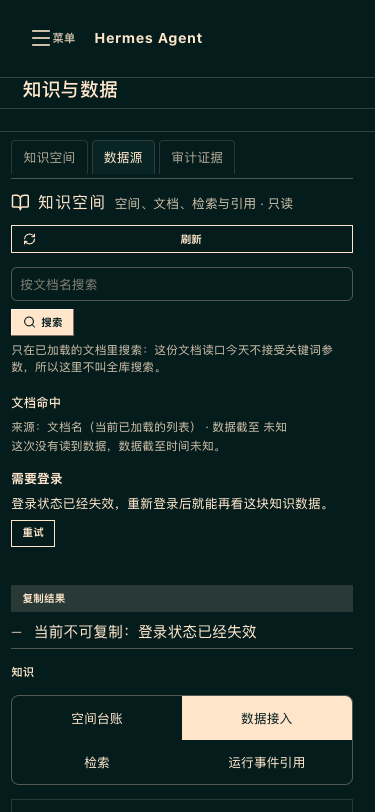 菜单 Hermes Agent
知识与数据
知识空间 数据源 审计证据
知识空间 空间、文档、检索与引用 · 只读
刷新
按文档名搜索
搜索
只在已加载的文档里搜索：这份文档读口今天不接受关键词参
数，所以这里不叫全库搜索。
文档命中
来源：文档名（当前已加载的列表） · 数据截至 未知
这次没有读到数据，数据截至时间未知。
需要登录
登录状态已经失效，重新登录后就能再看这块知识数据。
重试
复制结果
— 当前不可复制：登录状态已经失效
知识
空间台账 数据接入
检索 运行事件引用